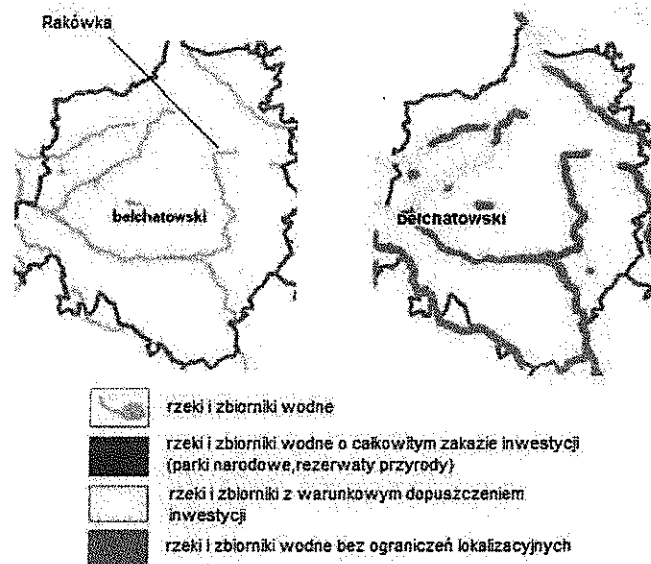 Rakówka
bełchatowski
bełchatowski
rzeki i zbiorniki wodne
rzeki i zbiorniki wodne o całkowitym zakazie inwestycji
(parki narodowe,rezerwaty przyrody)
rzeki i zbiorniki z warunkowym dopuszczeniem
inwestycji
rzeki i zbiorniki wodne bez ograniczeń lokalizacyjnych